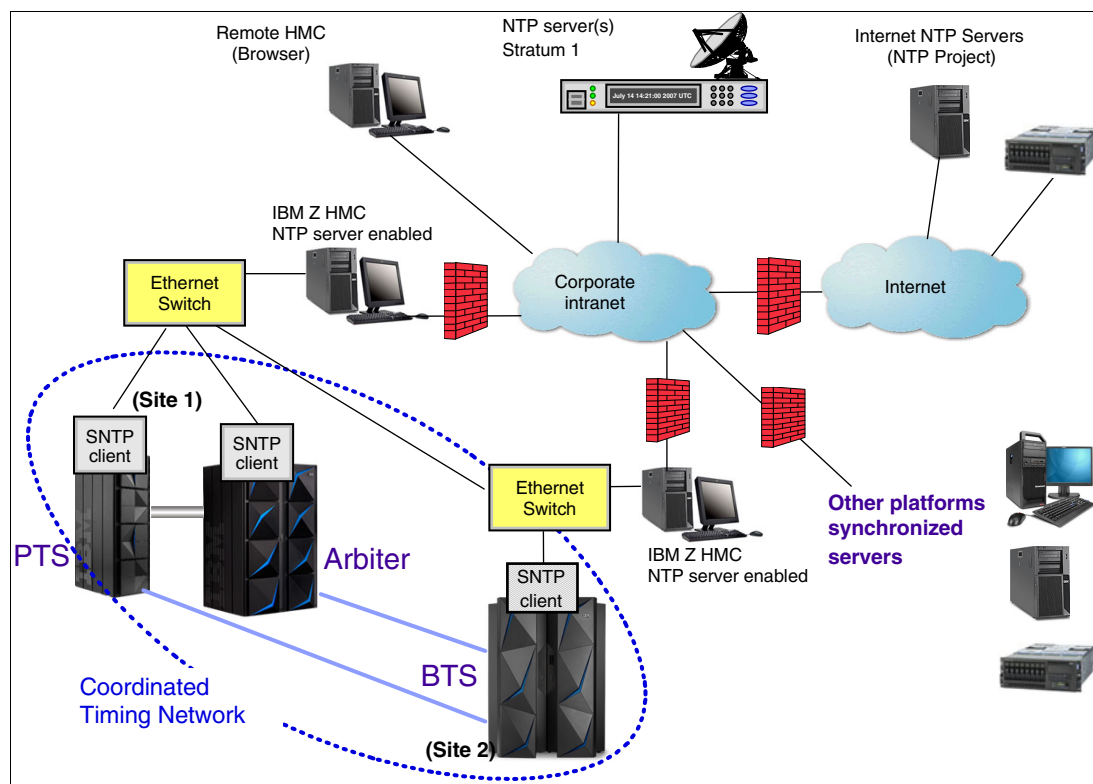 Remote HMC
(Browser)
NTP server(s)
Stratum 1
July 14 14:21:00 2007 UTC
Internet NTP Servers
(NTP Project)
IBM Z HMC
NTP server enabled
Ethernet
Switch
Corporate
intranet
Internet
(Site 1)
SNTP
client
SNTP
client
PTS
Arbiter
Ethernet
Switch
Other platforms
synchronized
servers
IBM Z HMC
NTP server enabled
SNTP
client
BTS
Coordinated
Timing Network
(Site 2)